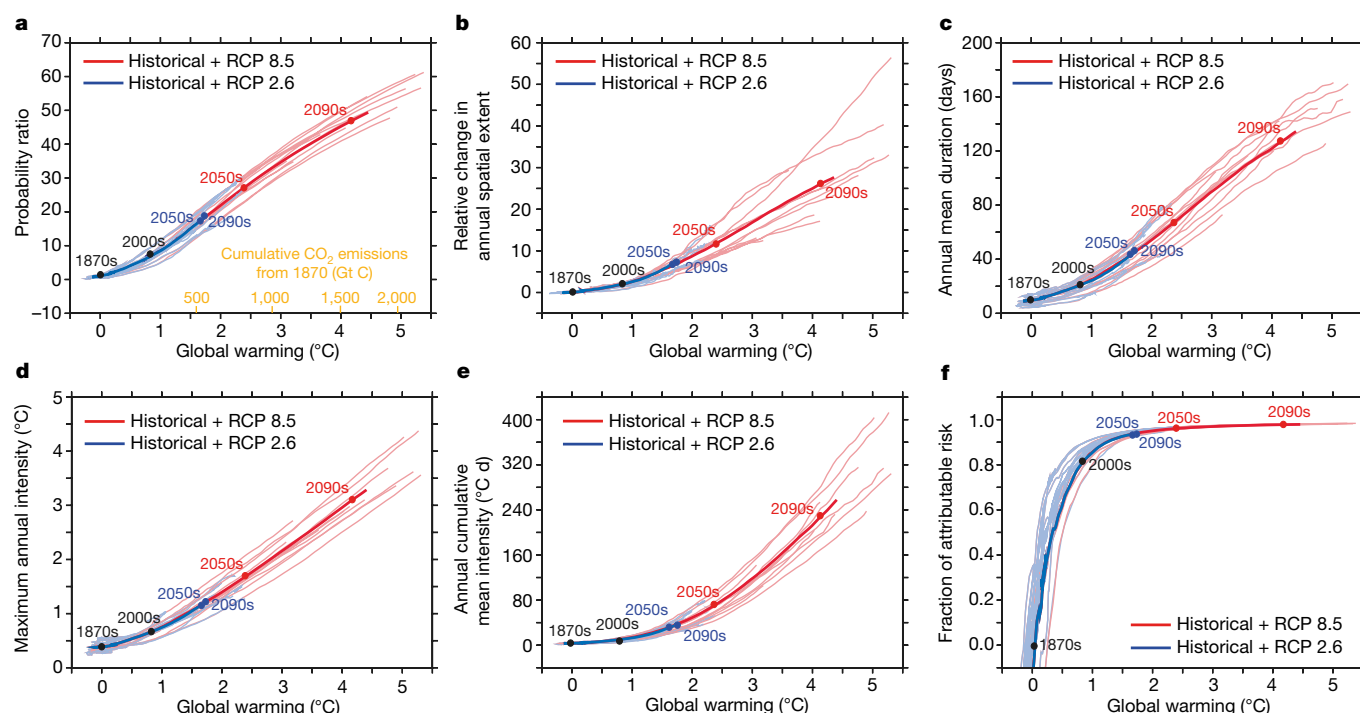 a
70
60
50
40
30
20
10
0
−10
Probability ratio
Historical + RCP 8.5
Historical + RCP 2.6
2090s
2050s
2050s
2090s
2000s
1870s
Cumulative CO2 emissions
from 1870 (Gt C)
500 1,000 1,500 2,000
0 1 2 3 4 5
Global warming (°C)
b
60
50
40
30
20
10
0
Relative change in
annual spatial extent
Historical + RCP 8.5
Historical + RCP 2.6
2090s
2050s
2050s
2090s
2000s
1870s
0 1 2 3 4 5
Global warming (°C)
c
200
160
120
80
40
0
Annual mean duration (days)
Historical + RCP 8.5
Historical + RCP 2.6
2090s
2050s
2050s
2090s
2000s
1870s
0 1 2 3 4 5
Global warming (°C)
d
5
4
3
2
1
0
Maximum annual intensity (°C)
Historical + RCP 8.5
Historical + RCP 2.6
2090s
2050s
2050s
2090s
2000s
1870s
0 1 2 3 4 5
Global warming (°C)
e
400
320
240
160
80
0
Annual cumulative
mean intensity (°C d)
Historical + RCP 8.5
Historical + RCP 2.6
2090s
2050s
2050s
2090s
2000s
1870s
0 1 2 3 4 5
Global warming (°C)
f
1.0
0.8
0.6
0.4
0.2
0.0
Fraction of attributable risk
2050s
2050s
2090s
2090s
2000s
Historical + RCP 8.5
Historical + RCP 2.6
1870s
0 1 2 3 4 5
Global warming (°C)